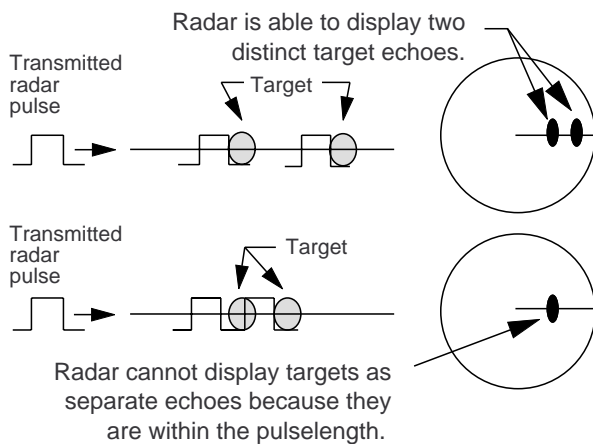 Radar is able to display two
distinct target echoes.
Transmitted
radar
pulse
Target
Transmitted
radar
pulse
Target
Radar cannot display targets as
separate echoes because they
are within the pulselength.